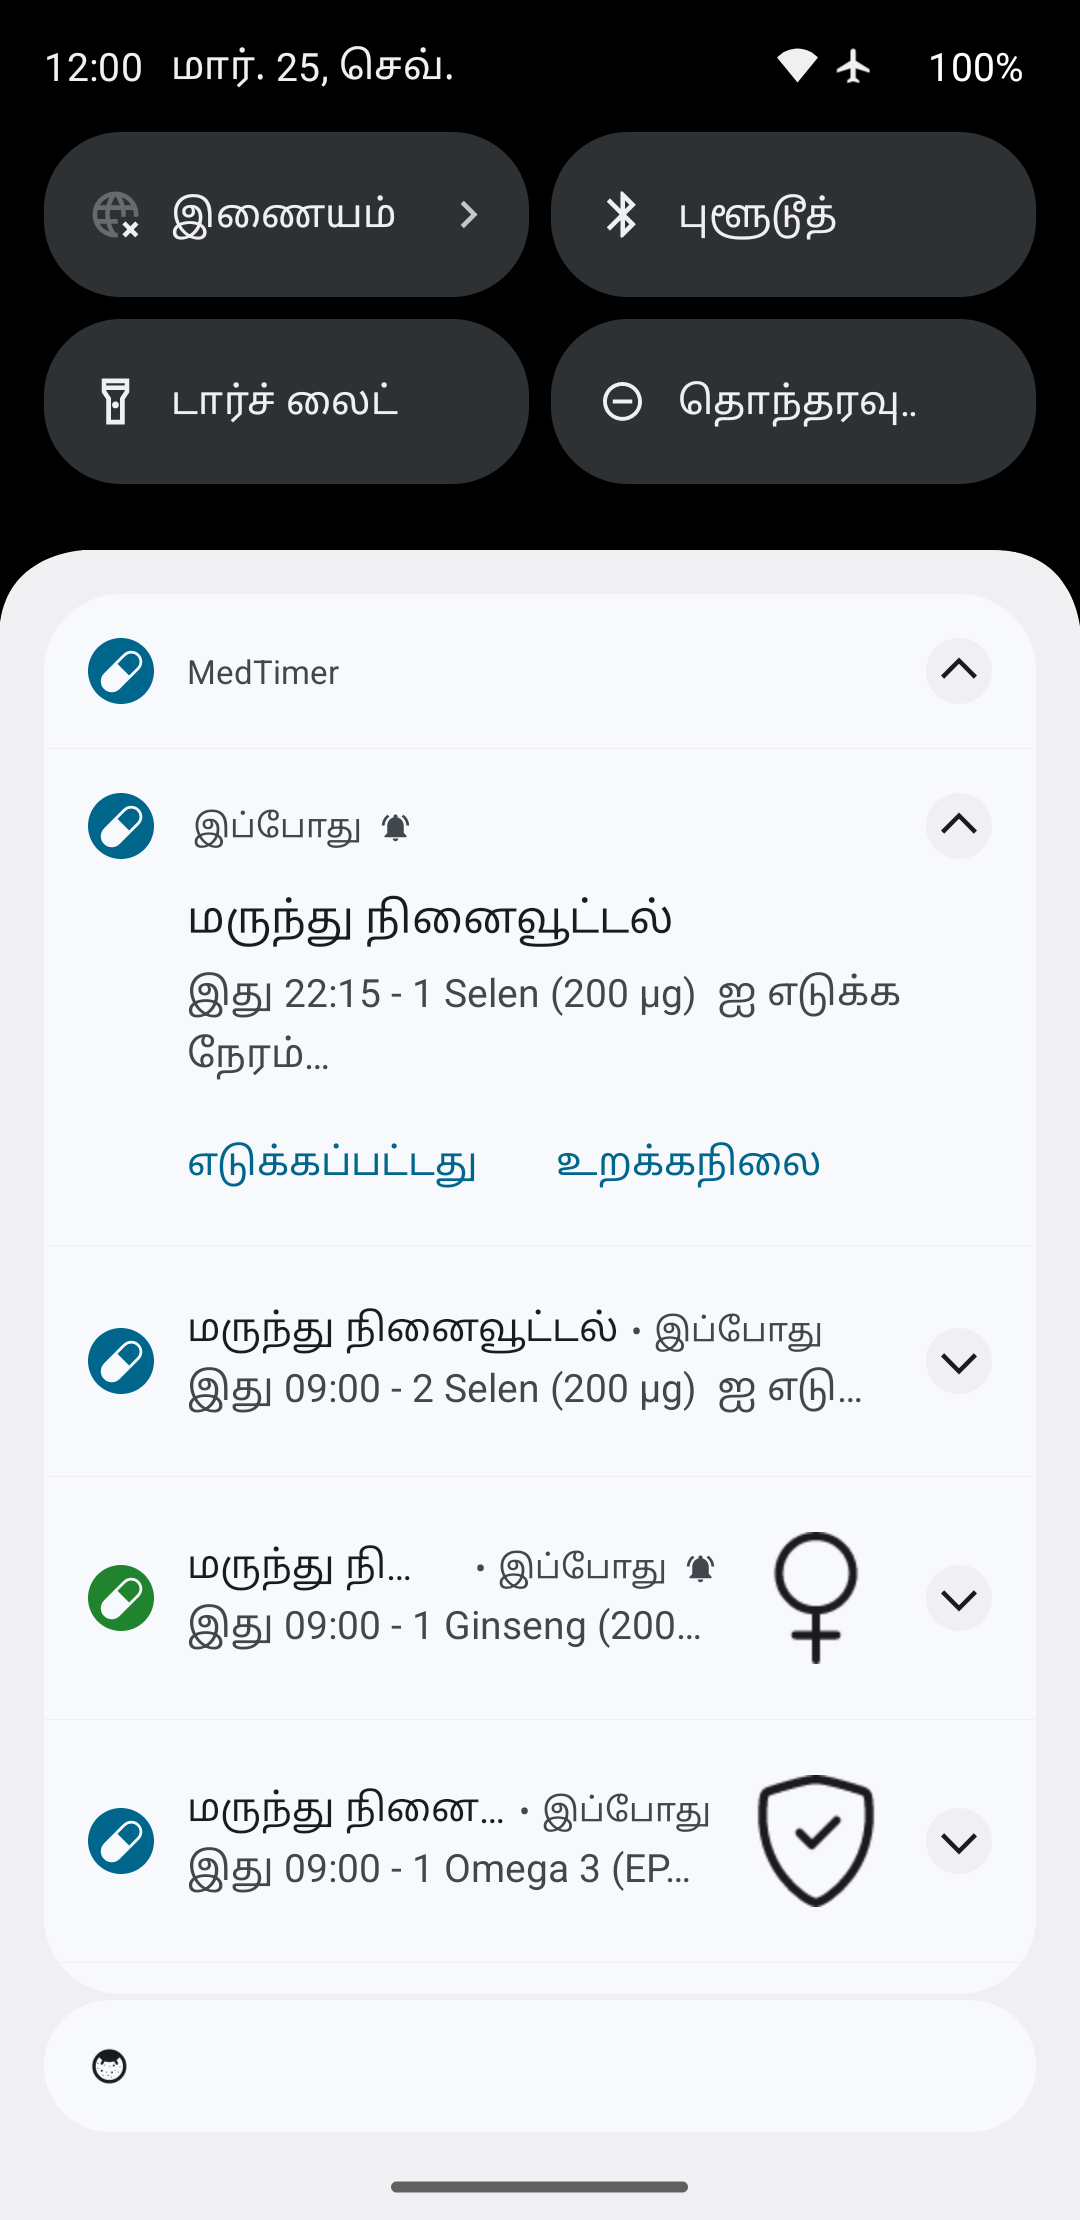 12:00 மார். 25, செவ். 100%
இணையம்
புளூடூத்
டார்ச் லைட்
தொந்தரவு..
MedTimer
இப்போது
மருந்து நினைவூட்டல்
இது 22:15 - 1 Selen (200 µg) ஐ எடுக்க
நேரம்…
எடுக்கப்பட்டது உறக்கநிலை
மருந்து நினைவூட்டல் • இப்போது
இது 09:00 - 2 Selen (200 µg) ஐ எடு…
மருந்து நி… • இப்போது
இது 09:00 - 1 Ginseng (200…
மருந்து நினை… • இப்போது
இது 09:00 - 1 Omega 3 (EP…